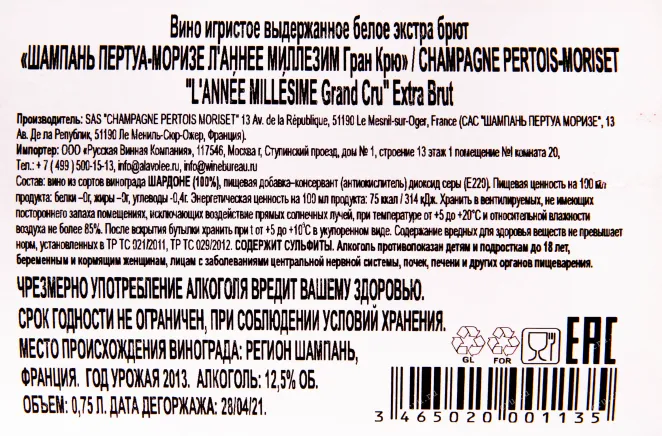 Вино игристое выдержанное белое экстра брют
«ШАМПАНЬ ПЕРТУА-МОРИЗЕ Л'АННЕЕ МИЛЛЕЗИМ Гран Крю» / CHAMPAGNE PERTOIS-MORISET
"L'ANNÉE MILLÉSIME Grand Cru" Extra Brut
Производитель: SAS "CHAMPAGNE PERTOIS MORISET" 13 Av. de la République, 51190 Le Mesnil-sur-Oger, France (САС "ШАМПАНЬ ПЕРТУА МОРИЗЕ", 13
Ав. Де ла Републик, 51190 Ле Мениль-Сюр-Ожер, Франция).
Импортер: ООО «Русская Винная Компания», 117546, Москва г, Ступинский проезд, дом № 1, строение 13 этаж 1 помещение №I комната 20,
Тел.: + 7 ( 499 ) 500-15-13, info@alavolee.ru, info@winebureau.ru
Состав: вино из сортов винограда ШАРДОНЕ (100%), пищевая добавка–консервант (антиокислитель) диоксид серы (Е220). Пищевая ценность на 100 мл
продукта: белки –0г, жиры –0г, углеводы -0,4г. Энергетическая ценность на 100 мл продукта: 75 ккал / 314 кДж. Хранить в вентилируемых, не имеющих
постороннего запаха помещениях, исключающих воздействие прямых солнечных лучей, при температуре от +5 до +20°С и относительной влажности
воздуха не более 85%. После вскрытия бутылки хранить при t от +5 до +10°С в укупоренном виде. Содержание вредных для здоровья веществ не превышает
норм, установленных в ТР ТС 021/2011, ТР ТС 029/2012. СОДЕРЖИТ СУЛЬФИТЫ. Алкоголь противопоказан детям и подросткам до 18 лет,
беременным и кормящим женщинам, лицам с заболеваниями центральной нервной системы, почек, печени и других органов пищеварения.
ЧРЕЗМЕРНО УПОТРЕБЛЕНИЕ АЛКОГОЛЯ ВРЕДИТ ВАШЕМУ ЗДОРОВЬЮ.
СРОК ГОДНОСТИ НЕ ОГРАНИЧЕН, ПРИ СОБЛЮДЕНИИ УСЛОВИЙ ХРАНЕНИЯ.
МЕСТО ПРОИСХОЖДЕНИЯ ВИНОГРАДА: РЕГИОН ШАМПАНЬ,
ФРАНЦИЯ. ГОД УРОЖАЯ 2013. АЛКОГОЛЬ: 12,5% ОБ.
ОБЪЕМ: 0,75 Л. ДАТА ДЕГОРЖАЖА: 28/04/21.
GL FOR EAC
3 465020 001135